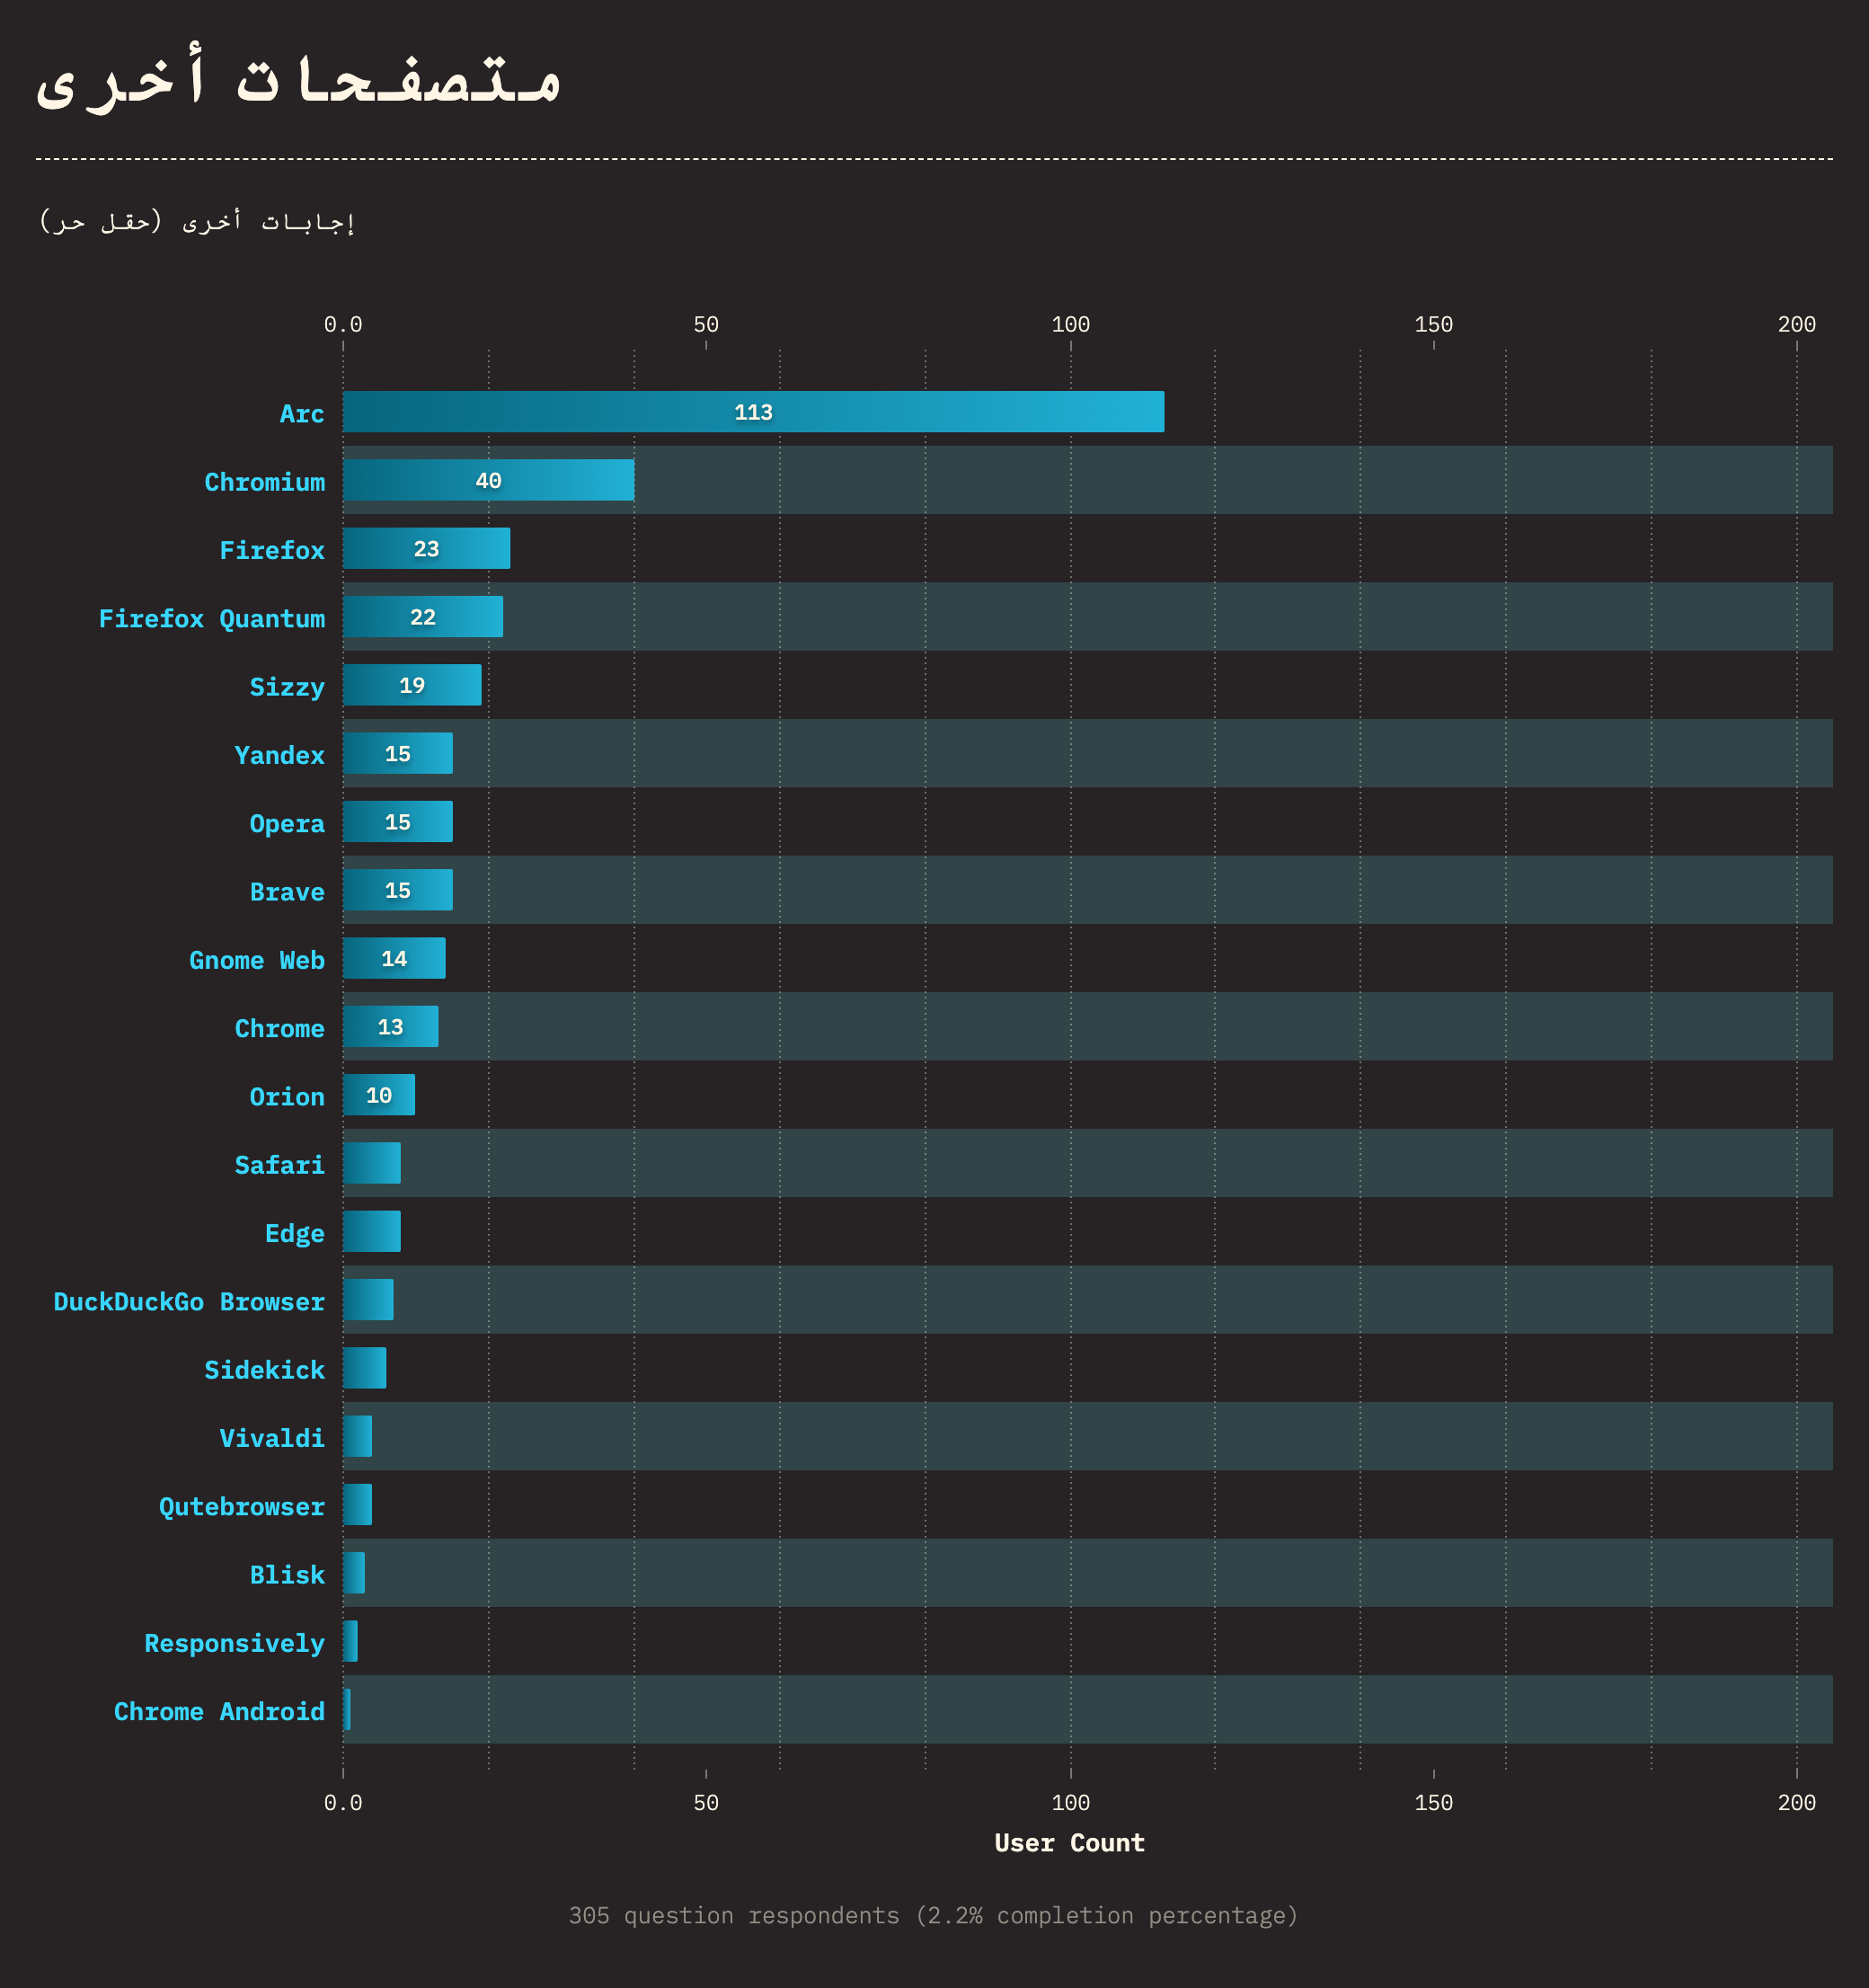 متصفحات أخرى
إجابات أخرى (حقل حر)
0.0 50 100 150 200
Arc 113
Chromium 40
Firefox 23
Firefox Quantum 22
Sizzy 19
Yandex 15
Opera 15
Brave 15
Gnome Web 14
Chrome 13
Orion 10
Safari
Edge
DuckDuckGo Browser
Sidekick
Vivaldi
Qutebrowser
Blisk
Responsively
Chrome Android
0.0 50 100 150 200
User Count
305 question respondents (2.2% completion percentage)